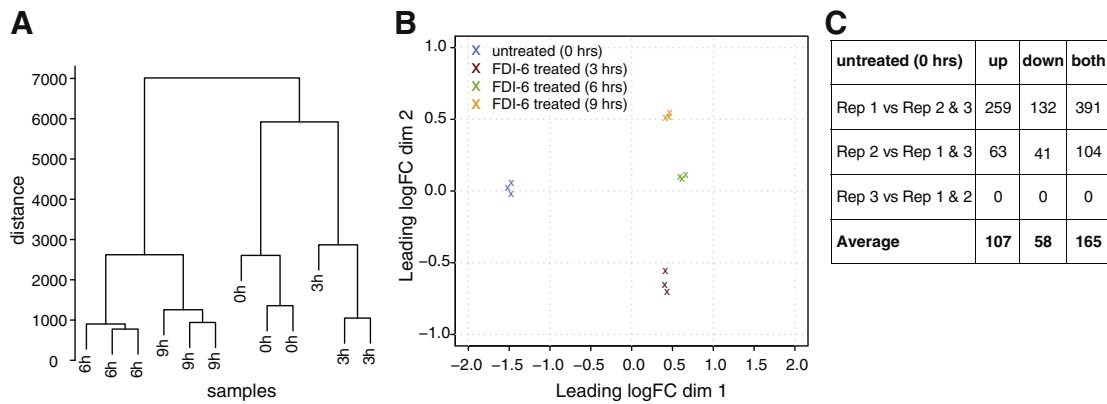 A
distance
7000
6000
5000
4000
3000
2000
1000
0
6h
6h
6h
9h
9h
9h
0h
0h
0h
3h
3h
3h
samples
B
Leading logFC dim 2
1.0
0.5
0.0
−0.5
−1.0
x untreated (0 hrs)
x FDI-6 treated (3 hrs)
x FDI-6 treated (6 hrs)
x FDI-6 treated (9 hrs)
−2.0 −1.5 −1.0 −0.5 0.0 0.5 1.0 1.5 2.0
Leading logFC dim 1
C
untreated (0 hrs) up down both
Rep 1 vs Rep 2 & 3 259 132 391
Rep 2 vs Rep 1 & 3 63 41 104
Rep 3 vs Rep 1 & 2 0 0 0
Average 107 58 165